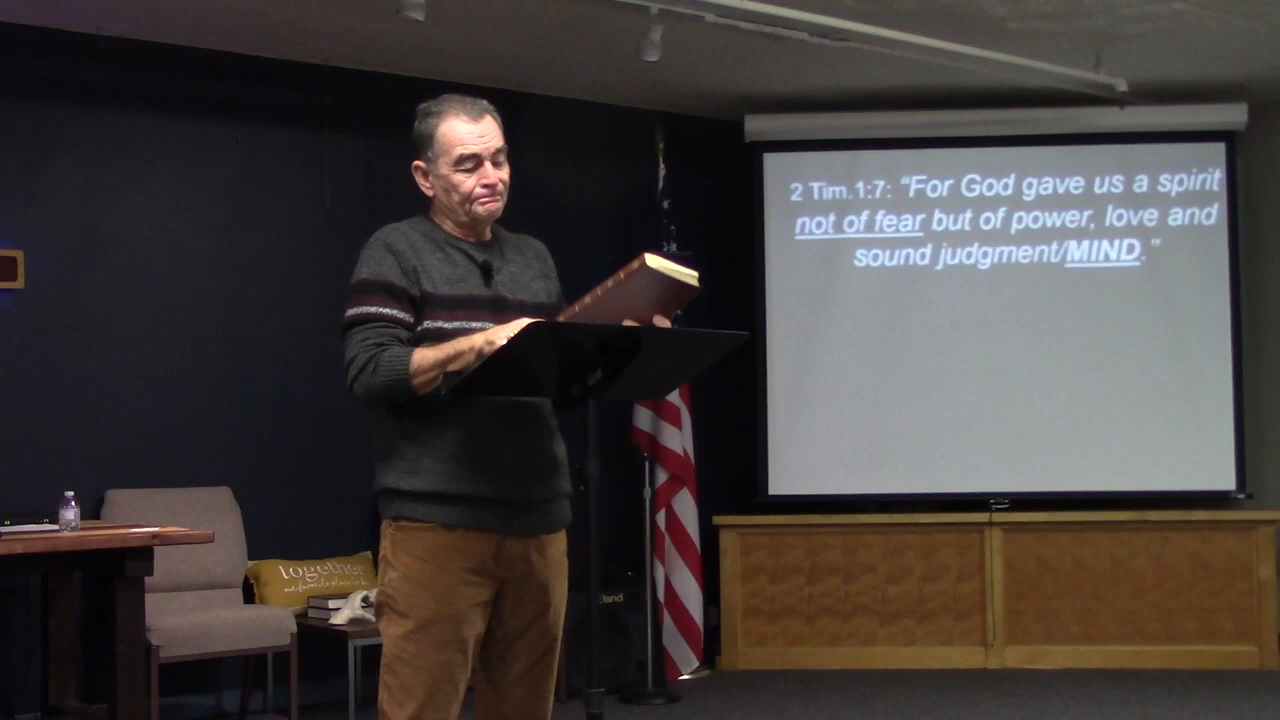 2 Tim.1:7: “For God gave us a spirit
not of fear but of power, love and
sound judgment/MIND.”
together